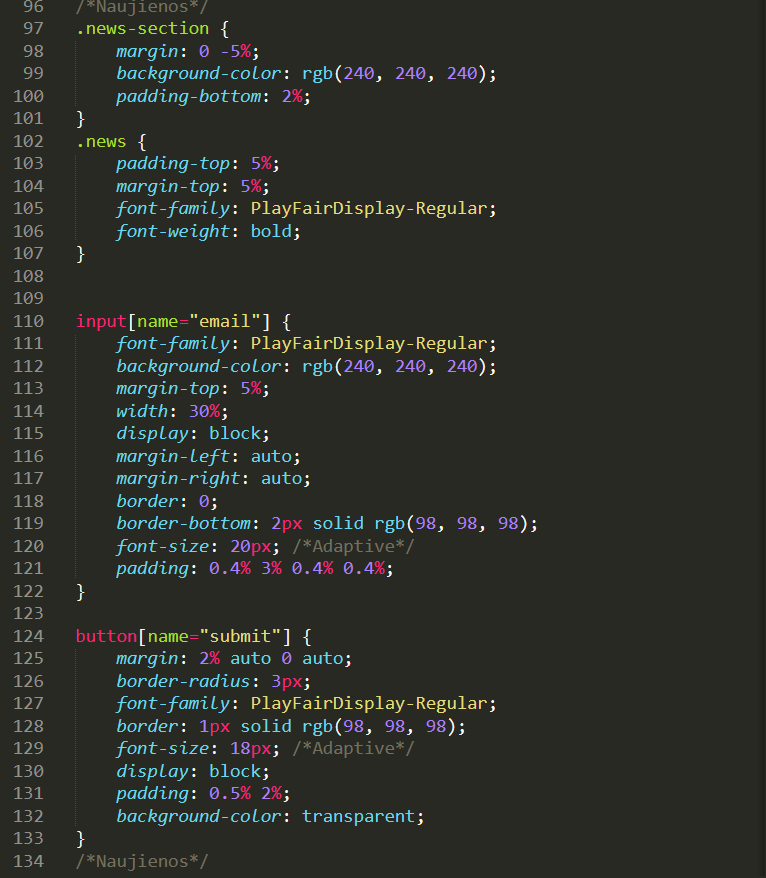 96 /*Naujienos*/
97 .news-section {
98 margin: 0 -5%;
99 background-color: rgb(240, 240, 240);
100 padding-bottom: 2%;
101 }
102 .news {
103 padding-top: 5%;
104 margin-top: 5%;
105 font-family: PlayFairDisplay-Regular;
106 font-weight: bold;
107 }
108
109
110 input[name="email"] {
111 font-family: PlayFairDisplay-Regular;
112 background-color: rgb(240, 240, 240);
113 margin-top: 5%;
114 width: 30%;
115 display: block;
116 margin-left: auto;
117 margin-right: auto;
118 border: 0;
119 border-bottom: 2px solid rgb(98, 98, 98);
120 font-size: 20px; /*Adaptive*/
121 padding: 0.4% 3% 0.4% 0.4%;
122 }
123
124 button[name="submit"] {
125 margin: 2% auto 0 auto;
126 border-radius: 3px;
127 font-family: PlayFairDisplay-Regular;
128 border: 1px solid rgb(98, 98, 98);
129 font-size: 18px; /*Adaptive*/
130 display: block;
131 padding: 0.5% 2%;
132 background-color: transparent;
133 }
134 /*Naujienos*/